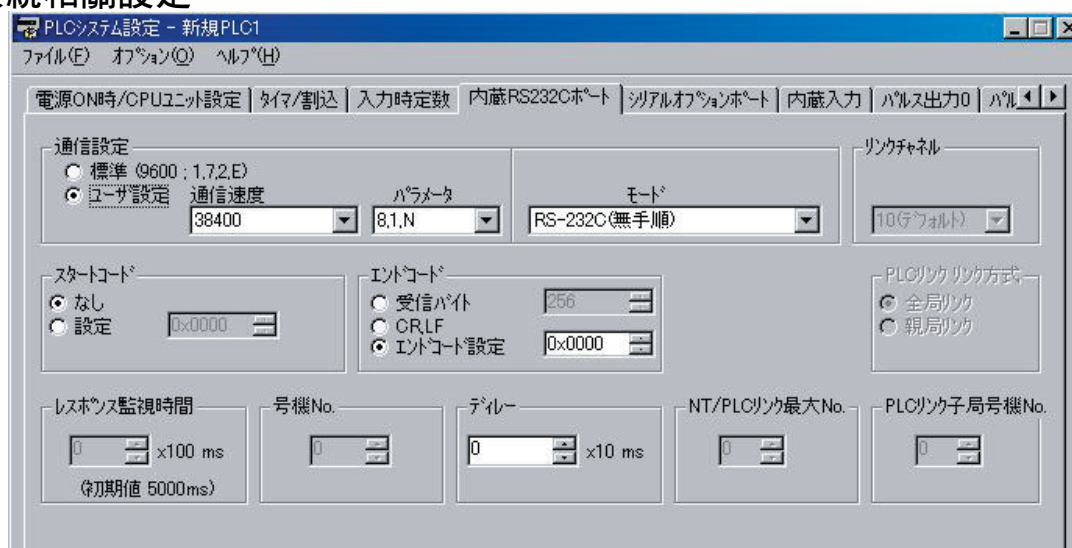 相關設定
PLCシステム設定 - 新規PLC1
ファイル(F) オプション(O) ヘルプ(H)
電源ON時/CPUユニット設定 タイマ/割込 入力時定数 内蔵RS232Cポート シリアルオプションポート 内蔵入力 パルス出力0 パル
通信設定
標準 (9600 ; 1,7,2,E)
ユーザ設定 通信速度 パラメータ モード
38400 8,1,N RS-232C(無手順)
リンクチャネル
10(デフォルト)
スタートコード
なし
設定 0x0000
エンドコード
受信バイト 256
CR,LF
エンドコード設定 0x0000
PLCリンク リンク方式
全局リンク
親局リンク
レスポンス監視時間
0 x100 ms
(初期値 5000ms)
号機No.
0
ディレー
0 x10 ms
NT/PLCリンク最大No.
0
PLCリンク子局号機No.
0